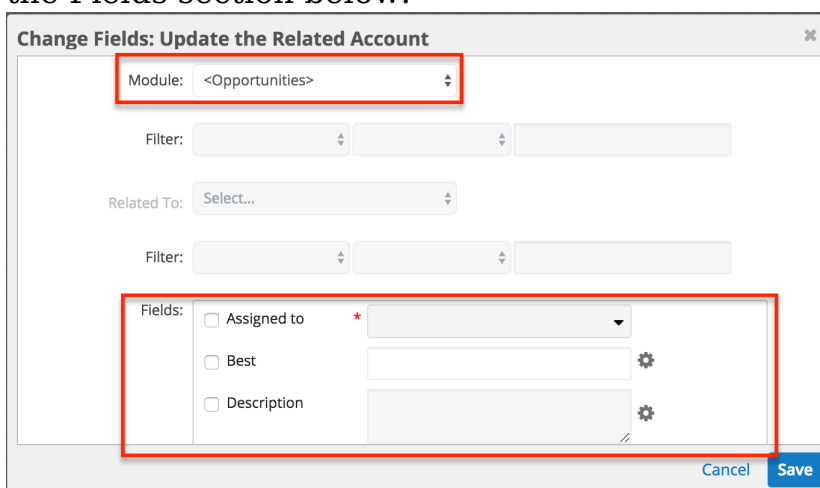 the Fields section below.
Change Fields: Update the Related Account
Module: <Opportunities>
Filter:
Related To: Select...
Filter:
Fields:
Assigned to *
Best
Description
Cancel Save